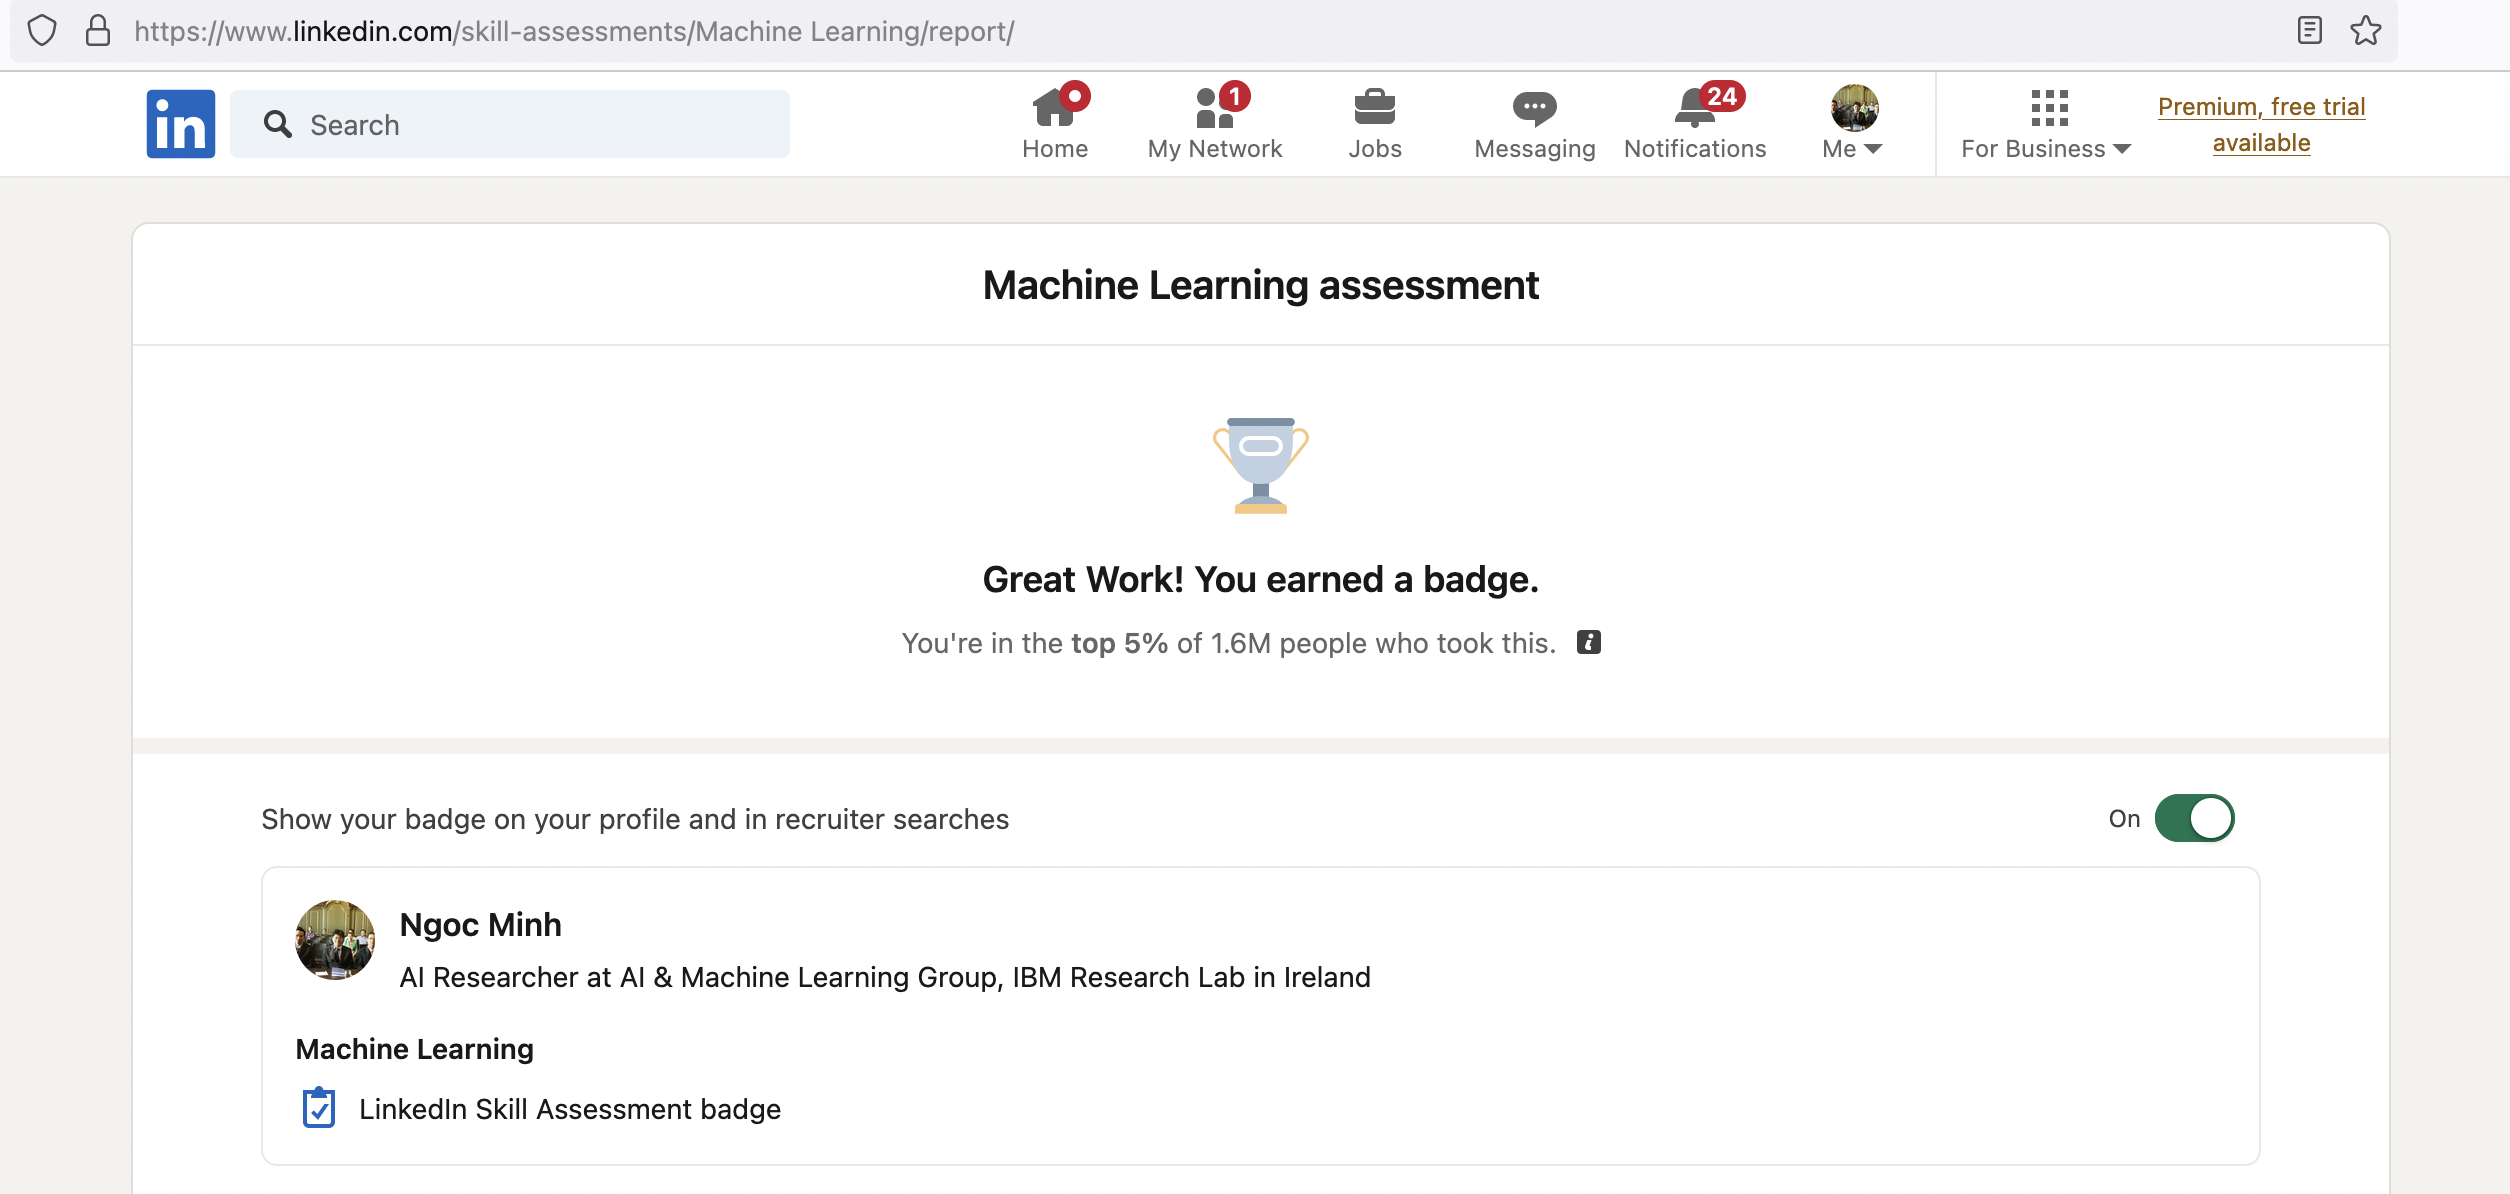 https://www.linkedin.com/skill-assessments/Machine Learning/report/
in
Search
Home
1
My Network
Jobs
Messaging
24
Notifications
Me
For Business
Premium, free trial
available
Machine Learning assessment
Great Work! You earned a badge.
You're in the top 5% of 1.6M people who took this.
Show your badge on your profile and in recruiter searches
On
Ngoc Minh
AI Researcher at AI & Machine Learning Group, IBM Research Lab in Ireland
Machine Learning
LinkedIn Skill Assessment badge